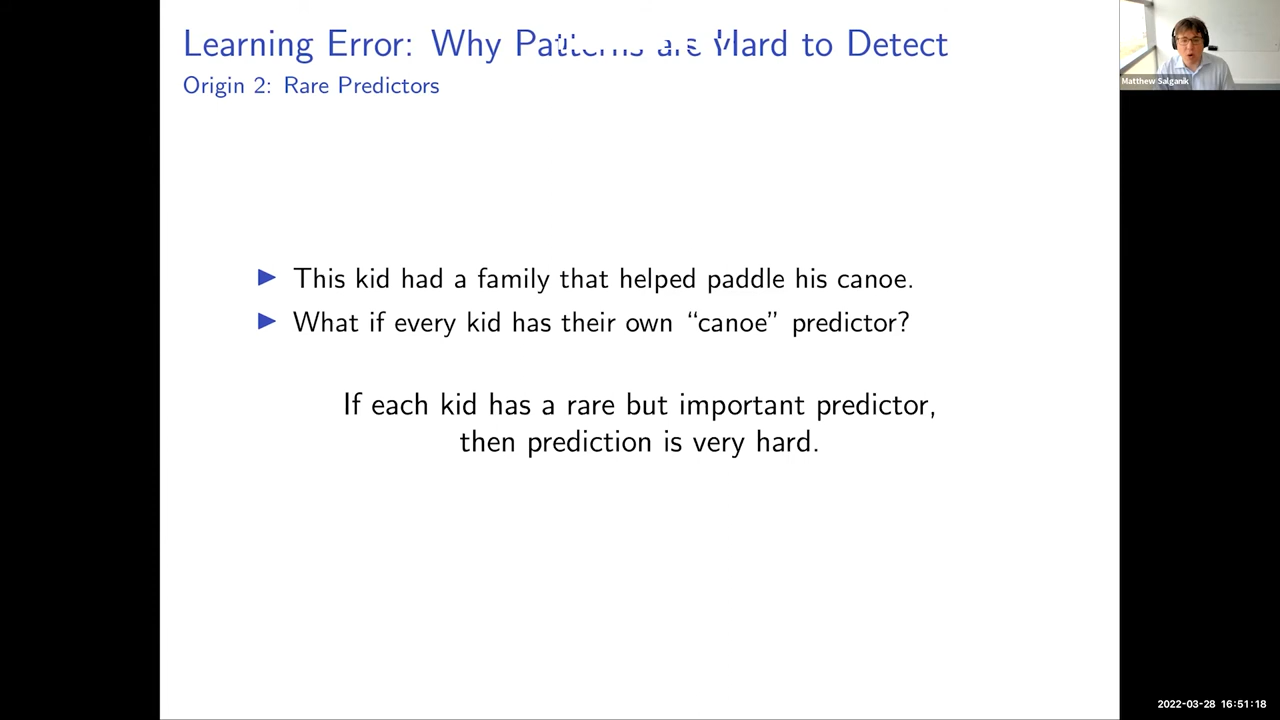 Learning Error: Why Patterns are Hard to Detect
Origin 2: Rare Predictors
Matthew Salganik
▶ This kid had a family that helped paddle his canoe.
▶ What if every kid has their own “canoe” predictor?
If each kid has a rare but important predictor,
then prediction is very hard.
2022-03-28 16:51:18